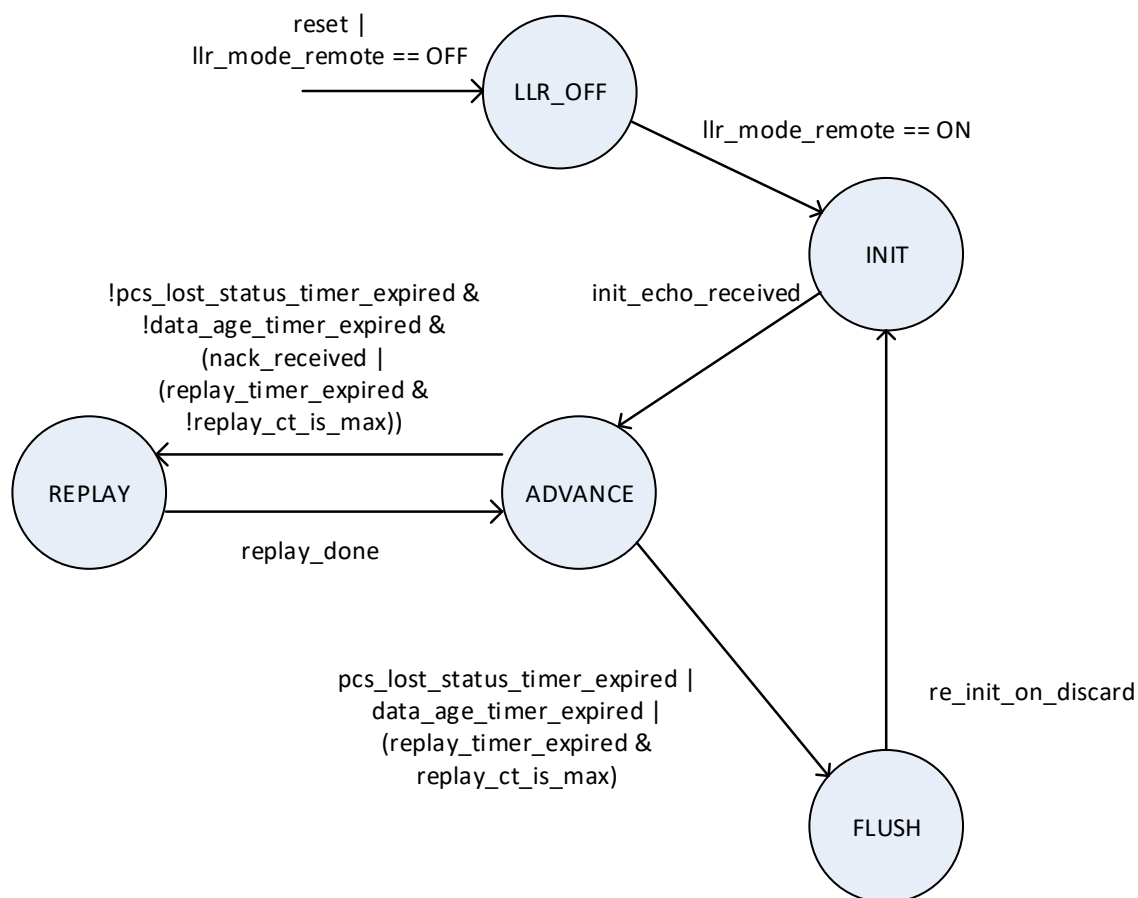 reset |
llr_mode_remote == OFF
LLR_OFF
llr_mode_remote == ON
INIT
init_echo_received
!pcs_lost_status_timer_expired &
!data_age_timer_expired &
(nack_received |
(replay_timer_expired &
!replay_ct_is_max))
REPLAY
ADVANCE
replay_done
pcs_lost_status_timer_expired |
data_age_timer_expired |
(replay_timer_expired &
replay_ct_is_max)
re_init_on_discard
FLUSH